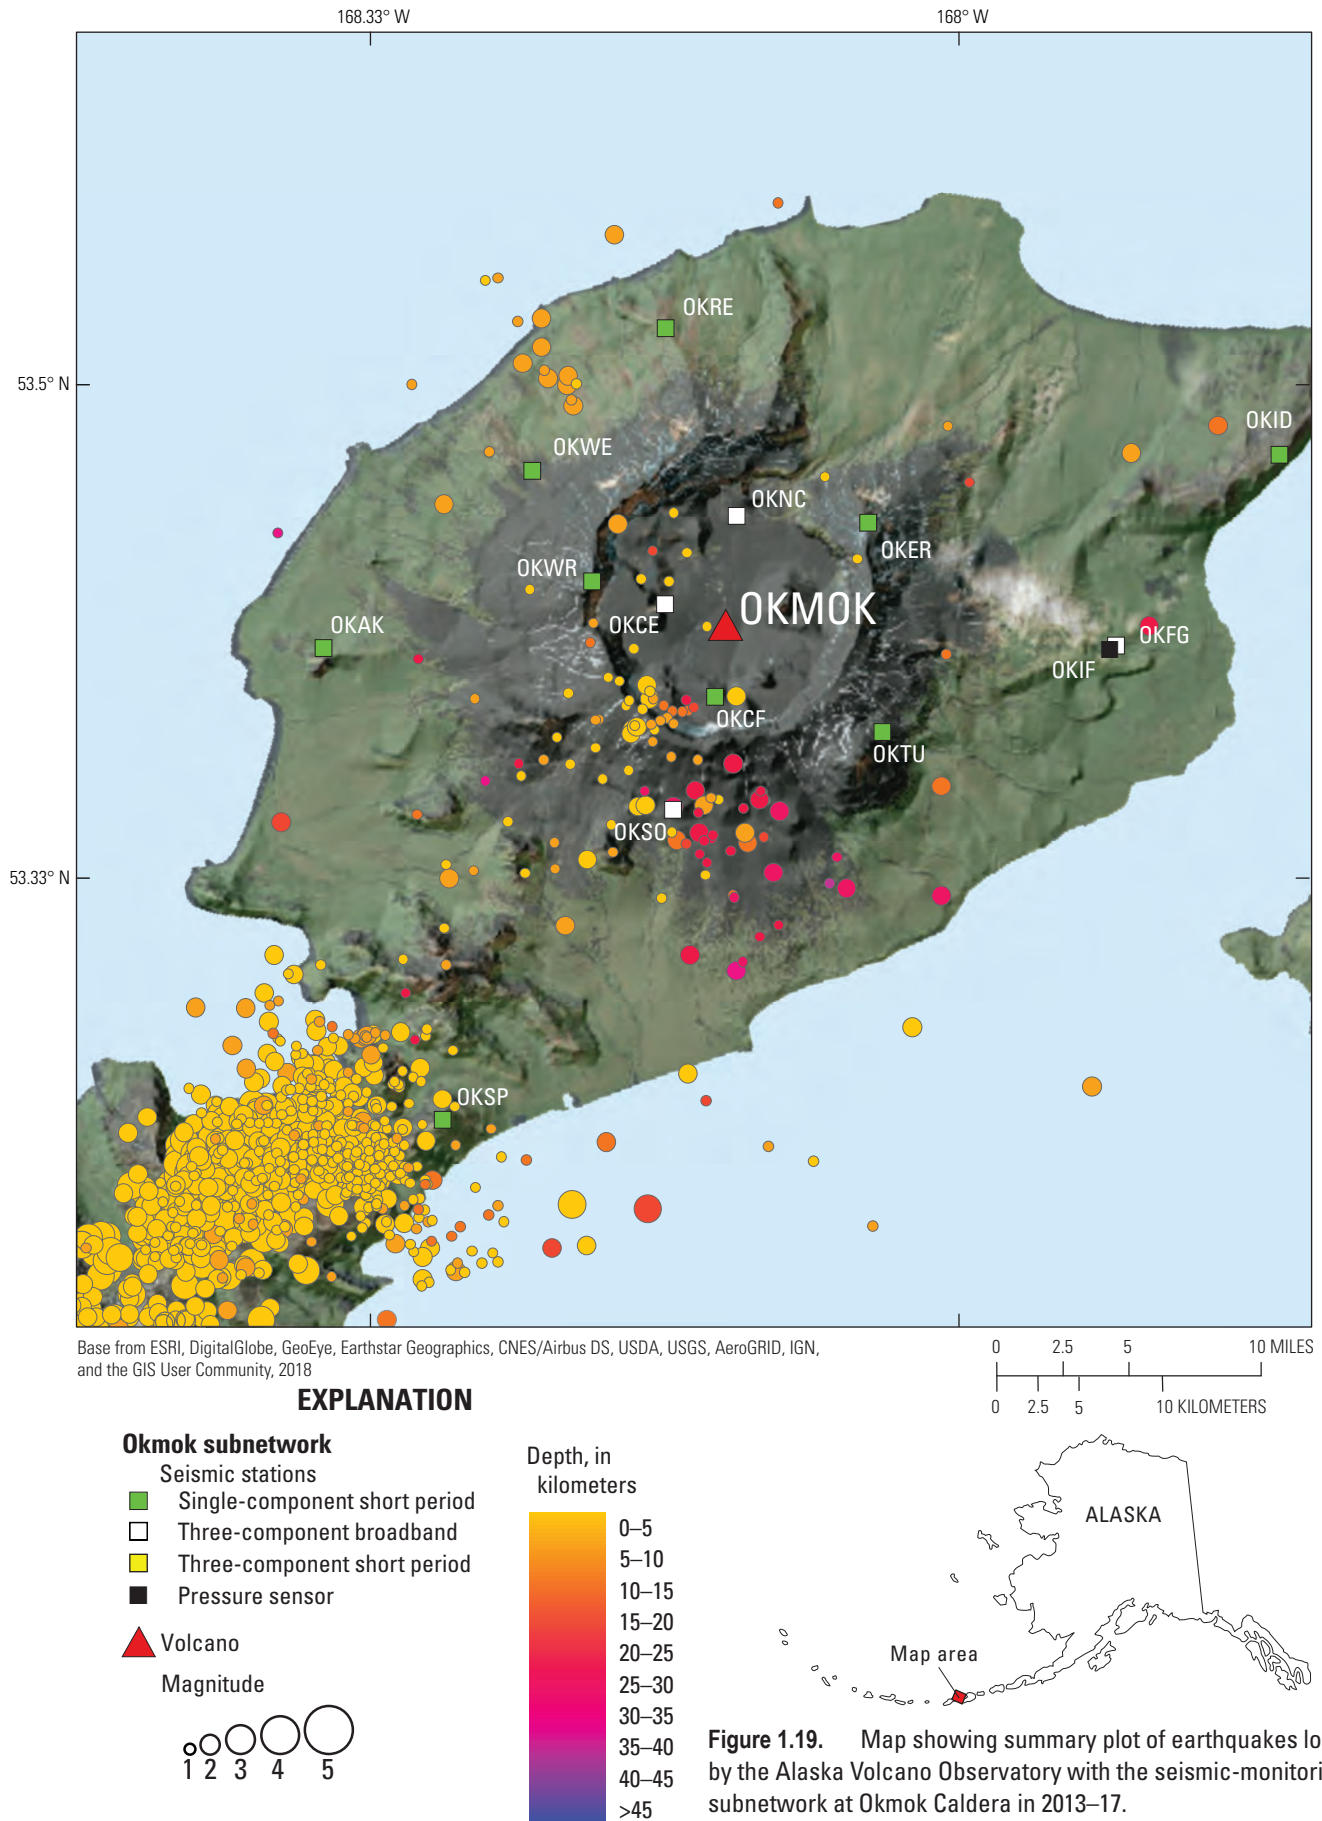 168.33° W
168° W
OKRE
53.5° N
OKID
OKWE
OKNC
OKER
OKWR
OKMOK
OKCE
OKAK
OKFG
OKIF
OKCF
OKTU
OKSO
53.33° N
OKSP
Base from ESRI, DigitalGlobe, GeoEye, Earthstar Geographics, CNES/Airbus DS, USDA, USGS, AeroGRID, IGN,
and the GIS User Community, 2018
0 2.5 5 10 MILES
0 2.5 5 10 KILOMETERS
EXPLANATION
Okmok subnetwork
Seismic stations
Single-component short period
Three-component broadband
Three-component short period
Pressure sensor
Volcano
Magnitude
1 2 3 4 5
Depth, in
kilometers
0–5
5–10
10–15
15–20
20–25
25–30
30–35
35–40
40–45
>45
ALASKA
Map area
Figure 1.19. Map showing summary plot of earthquakes lo
by the Alaska Volcano Observatory with the seismic-monitori
subnetwork at Okmok Caldera in 2013–17.